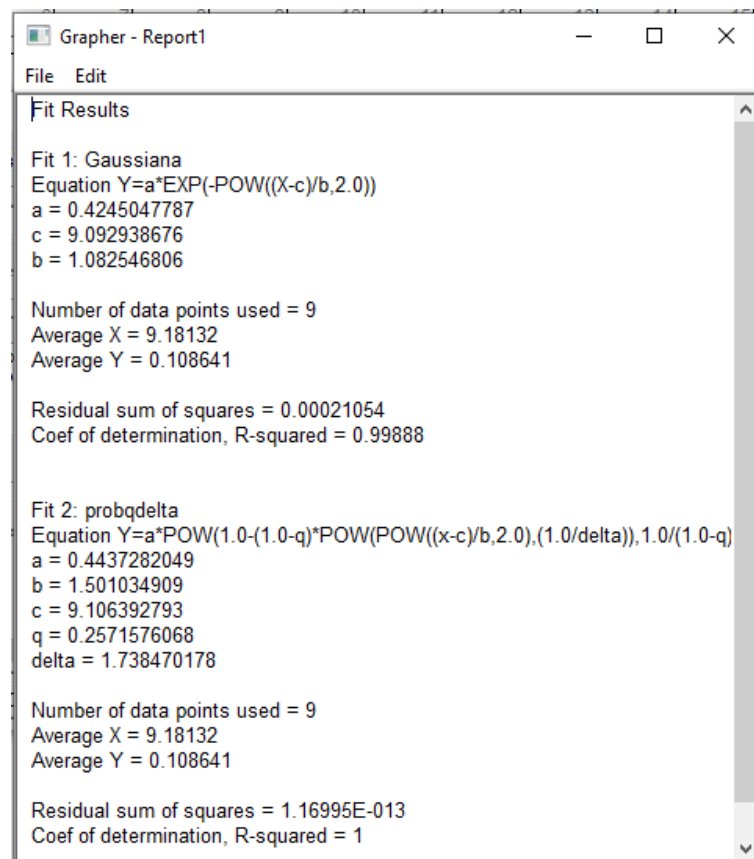 Grapher - Report1
File Edit
Fit Results
Fit 1: Gaussiana
Equation Y=a*EXP(-POW((X-c)/b,2.0))
a = 0.4245047787
c = 9.092938676
b = 1.082546806
Number of data points used = 9
Average X = 9.18132
Average Y = 0.108641
Residual sum of squares = 0.00021054
Coef of determination, R-squared = 0.99888
Fit 2: probqdelta
Equation Y=a*POW(1.0-(1.0-q)*POW(POW((x-c)/b,2.0),(1.0/delta)),1.0/(1.0-q)
a = 0.4437282049
b = 1.501034909
c = 9.106392793
q = 0.2571576068
delta = 1.738470178
Number of data points used = 9
Average X = 9.18132
Average Y = 0.108641
Residual sum of squares = 1.16995E-013
Coef of determination, R-squared = 1